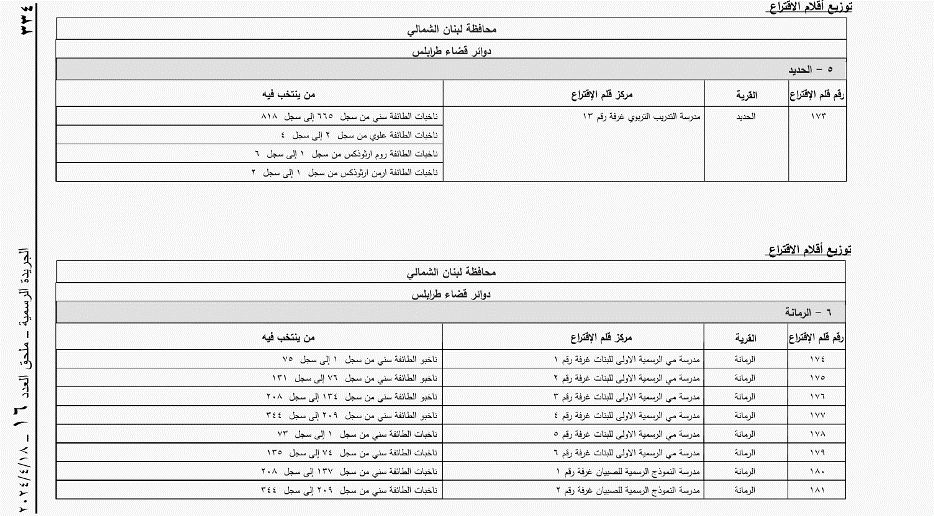 ٣٣٤
الجريدة الرسمية – ملحق العدد ١٦ – ٢٠٢٤/٤/١٨
توزيع أقلام الاقتراع
محافظة لبنان الشمالي
دوائر قضاء طرابلس
٥ - الحديد
رقم قلم الإقتراع القرية مركز قلم الإقتراع من ينتخب فيه
١٧٣ الحديد مدرسة التدريب التربوي غرفة رقم ١٣ ناخبات الطائفة سني من سجل ٦٦٥ إلى سجل ٨١٨
ناخبات الطائفة علوي من سجل ٢ إلى سجل ٤
ناخبات الطائفة روم ارثوذكس من سجل ١ إلى سجل ٦
ناخبات الطائفة ارمن ارثوذكس من سجل ١ إلى سجل ٢
توزيع أقلام الاقتراع
محافظة لبنان الشمالي
دوائر قضاء طرابلس
٦ - الرمانة
رقم قلم الإقتراع القرية مركز قلم الإقتراع من ينتخب فيه
١٧٤ الرمانة مدرسة مي الرسمية الاولى للبنات غرفة رقم ١ ناخبو الطائفة سني من سجل ١ إلى سجل ٧٥
١٧٥ الرمانة مدرسة مي الرسمية الاولى للبنات غرفة رقم ٢ ناخبو الطائفة سني من سجل ٧٦ إلى سجل ١٣١
١٧٦ الرمانة مدرسة مي الرسمية الاولى للبنات غرفة رقم ٣ ناخبو الطائفة سني من سجل ١٣٤ إلى سجل ٢٠٨
١٧٧ الرمانة مدرسة مي الرسمية الاولى للبنات غرفة رقم ٤ ناخبو الطائفة سني من سجل ٢٠٩ إلى سجل ٣٤٤
١٧٨ الرمانة مدرسة مي الرسمية الاولى للبنات غرفة رقم ٥ ناخبات الطائفة سني من سجل ١ إلى سجل ٧٣
١٧٩ الرمانة مدرسة مي الرسمية الاولى للبنات غرفة رقم ٦ ناخبات الطائفة سني من سجل ٧٤ إلى سجل ١٣٥
١٨٠ الرمانة مدرسة النموذج الرسمية للصبيان غرفة رقم ١ ناخبات الطائفة سني من سجل ١٣٧ إلى سجل ٢٠٨
١٨١ الرمانة مدرسة النموذج الرسمية للصبيان غرفة رقم ٢ ناخبات الطائفة سني من سجل ٢٠٩ إلى سجل ٣٤٤